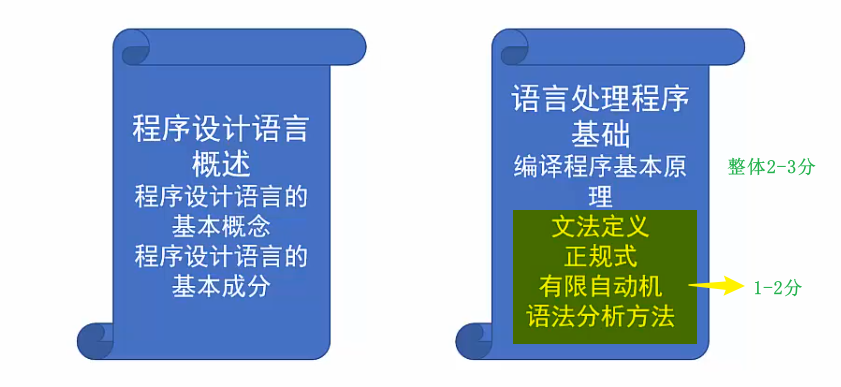 程序设计语言
概述
程序设计语言的
基本概念
程序设计语言的
基本成分
语言处理程序
基础
编译程序基本原
理
文法定义
正规式
有限自动机
语法分析方法
整体2-3分
1-2分